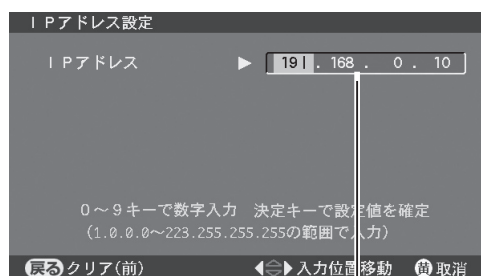 IPアドレス設定
IPアドレス ▶ 19| . 168 . 0 . 10
0~9キーで数字入力 決定キーで設定値を確定
(1.0.0.0~223.255.255.255の範囲で入力)
戻る クリア(前) 入力位置移動 黄 取消